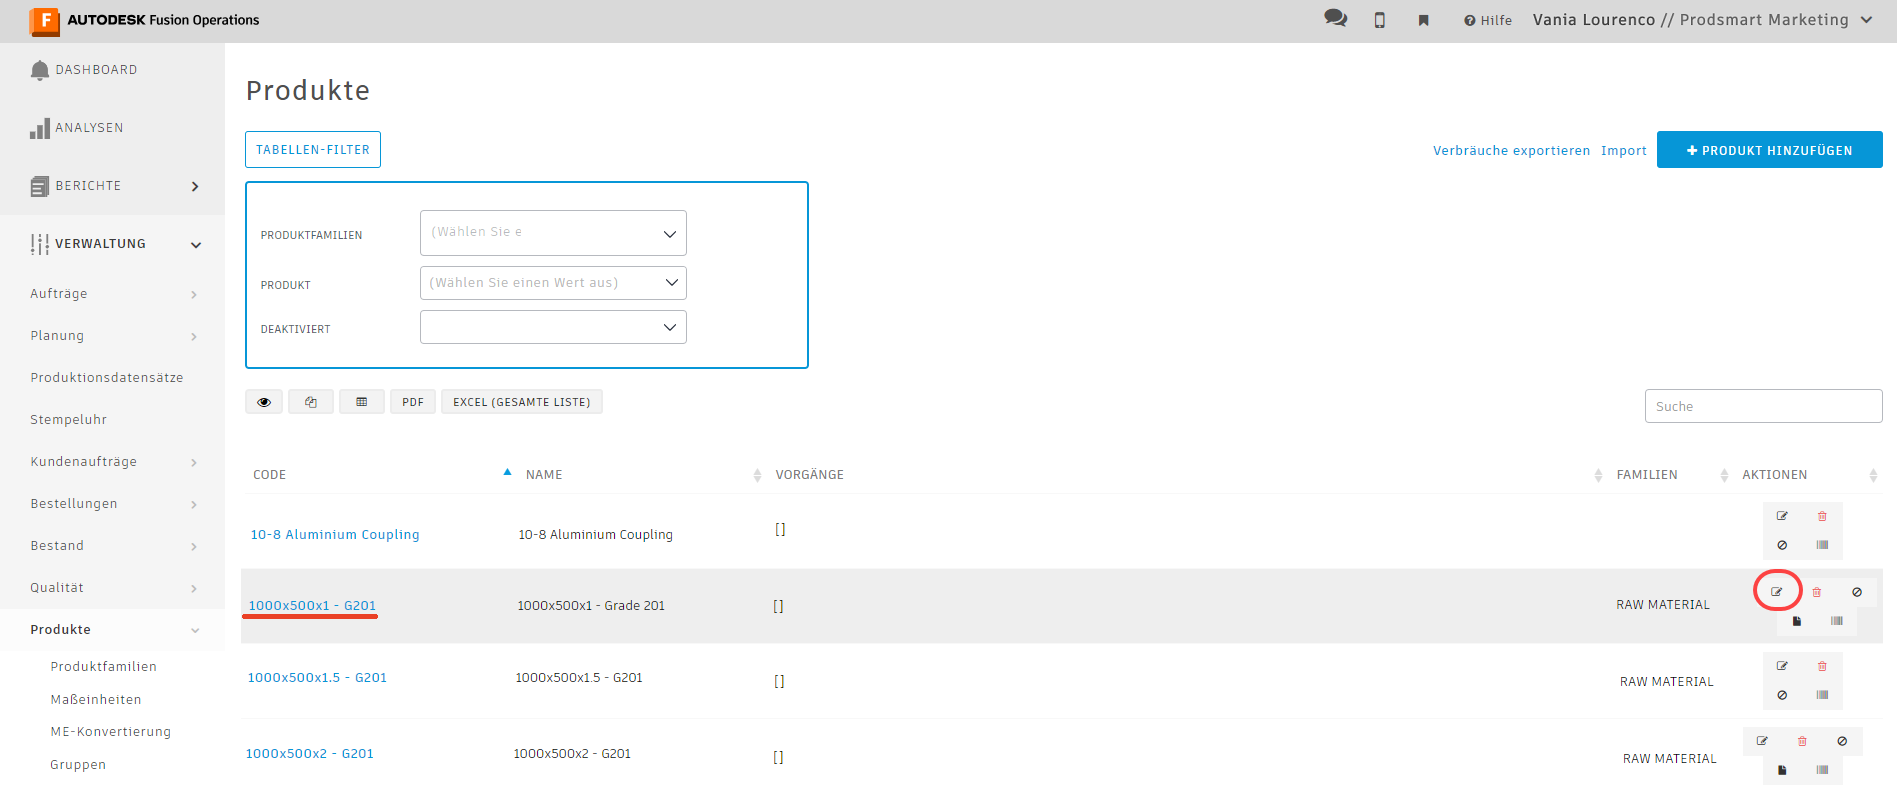 AUTODESK Fusion Operations
Hilfe
Vania Lourenco // Prodsmart Marketing
DASHBOARD
ANALYSEN
BERICHTE
VERWALTUNG
Aufträge
Planung
Produktionsdatensätze
Stempeluhr
Kundenaufträge
Bestellungen
Bestand
Qualität
Produkte
Produktfamilien
Maßeinheiten
ME-Konvertierung
Gruppen
Produkte
TABELLEN-FILTER
Verbräuche exportieren Import + PRODUKT HINZUFÜGEN
PRODUKTFAMILIEN (Wählen Sie e
PRODUKT (Wählen Sie einen Wert aus)
DEAKTIVIERT
PDF EXCEL (GESAMTE LISTE)
Suche
CODE NAME VORGÄNGE FAMILIEN AKTIONEN
10-8 Aluminium Coupling 10-8 Aluminium Coupling []
1000x500x1 - G201 1000x500x1 - Grade 201 [] RAW MATERIAL
1000x500x1.5 - G201 1000x500x1.5 - G201 [] RAW MATERIAL
1000x500x2 - G201 1000x500x2 - G201 [] RAW MATERIAL